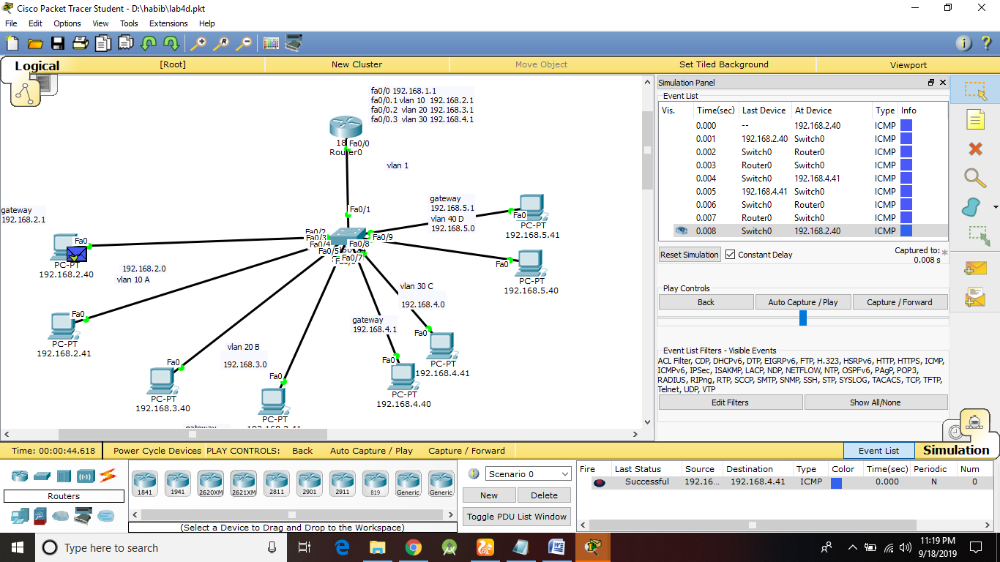 Cisco Packet Tracer Student - D:\habib\lab4d.pkt
File Edit Options View Tools Extensions Help
Logical [Root] New Cluster Move Object Set Tiled Background Viewport
fa0/0 192.168.1.1
fa0/0.1 vlan 10 192.168.2.1
fa0/0.2 vlan 20 192.168.3.1
fa0/0.3 vlan 30 192.168.4.1
18
Fa0/0
Router0
vlan 1
Fa0/1
gateway
192.168.5.1
vlan 40 D
192.168.5.0
Fa0
PC-PT
192.168.5.41
gateway
192.168.2.1
Fa0
PC-PT
192.168.2.40
192.168.2.0
vlan 10 A
Fa0/2
Fa0/3
Fa0/4
Fa0/5
Fa0/7
Fa0/8
Fa0/9
Fa0
PC-PT
192.168.5.40
Fa0
PC-PT
192.168.2.41
vlan 30 C
192.168.4.0
gateway
192.168.4.1
Fa0
PC-PT
192.168.4.41
vlan 20 B
192.168.3.0
Fa0
PC-PT
192.168.3.40
Fa0
PC-PT
Fa0
PC-PT
192.168.4.40
gateway
Simulation Panel
Event List
Vis. Time(sec) Last Device At Device Type Info
0.000 -- 192.168.2.40 ICMP
0.001 192.168.2.40 Switch0 ICMP
0.002 Switch0 Router0 ICMP
0.003 Router0 Switch0 ICMP
0.004 Switch0 192.168.4.41 ICMP
0.005 192.168.4.41 Switch0 ICMP
0.006 Switch0 Router0 ICMP
0.007 Router0 Switch0 ICMP
0.008 Switch0 192.168.2.40 ICMP
Reset Simulation Constant Delay Captured to: *
0.008 s
Play Controls
Back Auto Capture / Play Capture / Forward
Event List Filters - Visible Events
ACL Filter, CDP, DHCPv6, DTP, EIGRPv6, FTP, H.323, HSRPv6, HTTP, HTTPS, ICMP,
ICMPv6, IPSec, ISAKMP, LACP, NDP, NETFLOW, NTP, OSPFv6, PAgP, POP3,
RADIUS, RIPng, RTP, SCCP, SMTP, SNMP, SSH, STP, SYSLOG, TACACS, TCP, TFTP,
Telnet, UDP, VTP
Edit Filters Show All/None
Time: 00:00:44.618 Power Cycle Devices PLAY CONTROLS: Back Auto Capture / Play Capture / Forward Event List Simulation
Routers
1841 1941 2620XM 2621XM 2811 2901 2911 819 Generic Generic
(Select a Device to Drag and Drop to the Workspace)
Scenario 0
New Delete
Toggle PDU List Window
Fire Last Status Source Destination Type Color Time(sec) Periodic Num
Successful 192.16... 192.168.4.41 ICMP 0.000 N 0
Type here to search
11:19 PM
9/18/2019